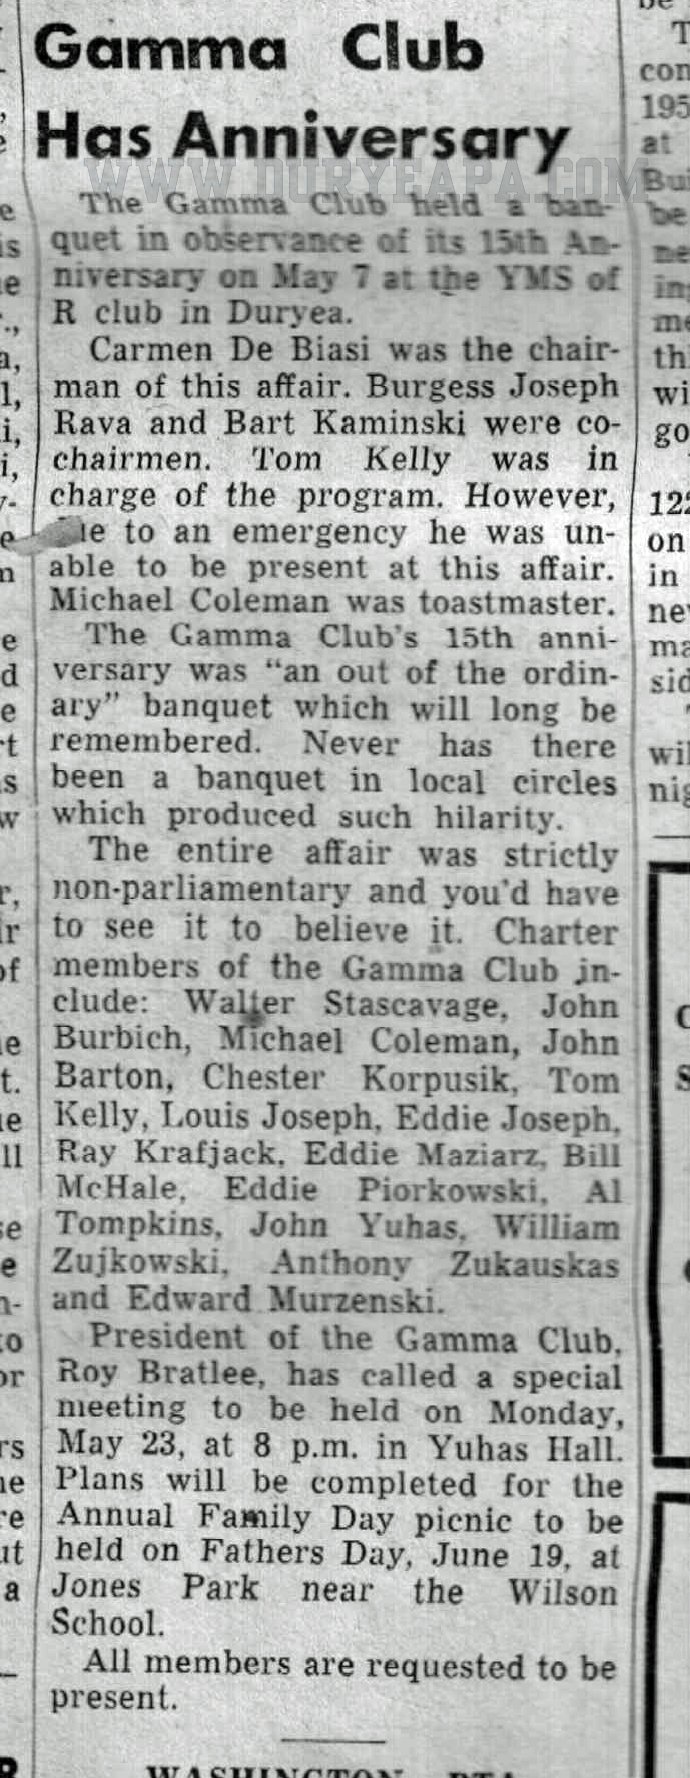 Gamma Club
Has Anniversary
WWW.DURYEAPA.COM
The Gamma Club held a ban-
quet in observance of its 15th An-
niversary on May 7 at the YMS of
R club in Duryea.
Carmen De Biasi was the chair-
man of this affair. Burgess Joseph
Rava and Bart Kaminski were co-
chairmen. Tom Kelly was in
charge of the program. However,
to an emergency he was un-
able to be present at this affair.
Michael Coleman was toastmaster.
The Gamma Club's 15th anni-
versary was "an out of the ordin-
ary" banquet which will long be
remembered. Never has there
been a banquet in local circles
which produced such hilarity.
The entire affair was strictly
non-parliamentary and you'd have
to see it to believe it. Charter
members of the Gamma Club in-
clude: Walter Stascavage, John
Burbich, Michael Coleman, John
Barton, Chester Korpusik, Tom
Kelly, Louis Joseph, Eddie Joseph,
Ray Krafjack, Eddie Maziarz, Bill
McHale, Eddie Piorkowski, Al
Tompkins, John Yuhas, William
Zujkowski, Anthony Zukauskas
and Edward Murzenski.
President of the Gamma Club,
Roy Bratlee, has called a special
meeting to be held on Monday,
May 23, at 8 p.m. in Yuhas Hall.
Plans will be completed for the
Annual Family Day picnic to be
held on Fathers Day, June 19, at
Jones Park near the Wilson
School.
All members are requested to be
present.
WASHINGTON PTA